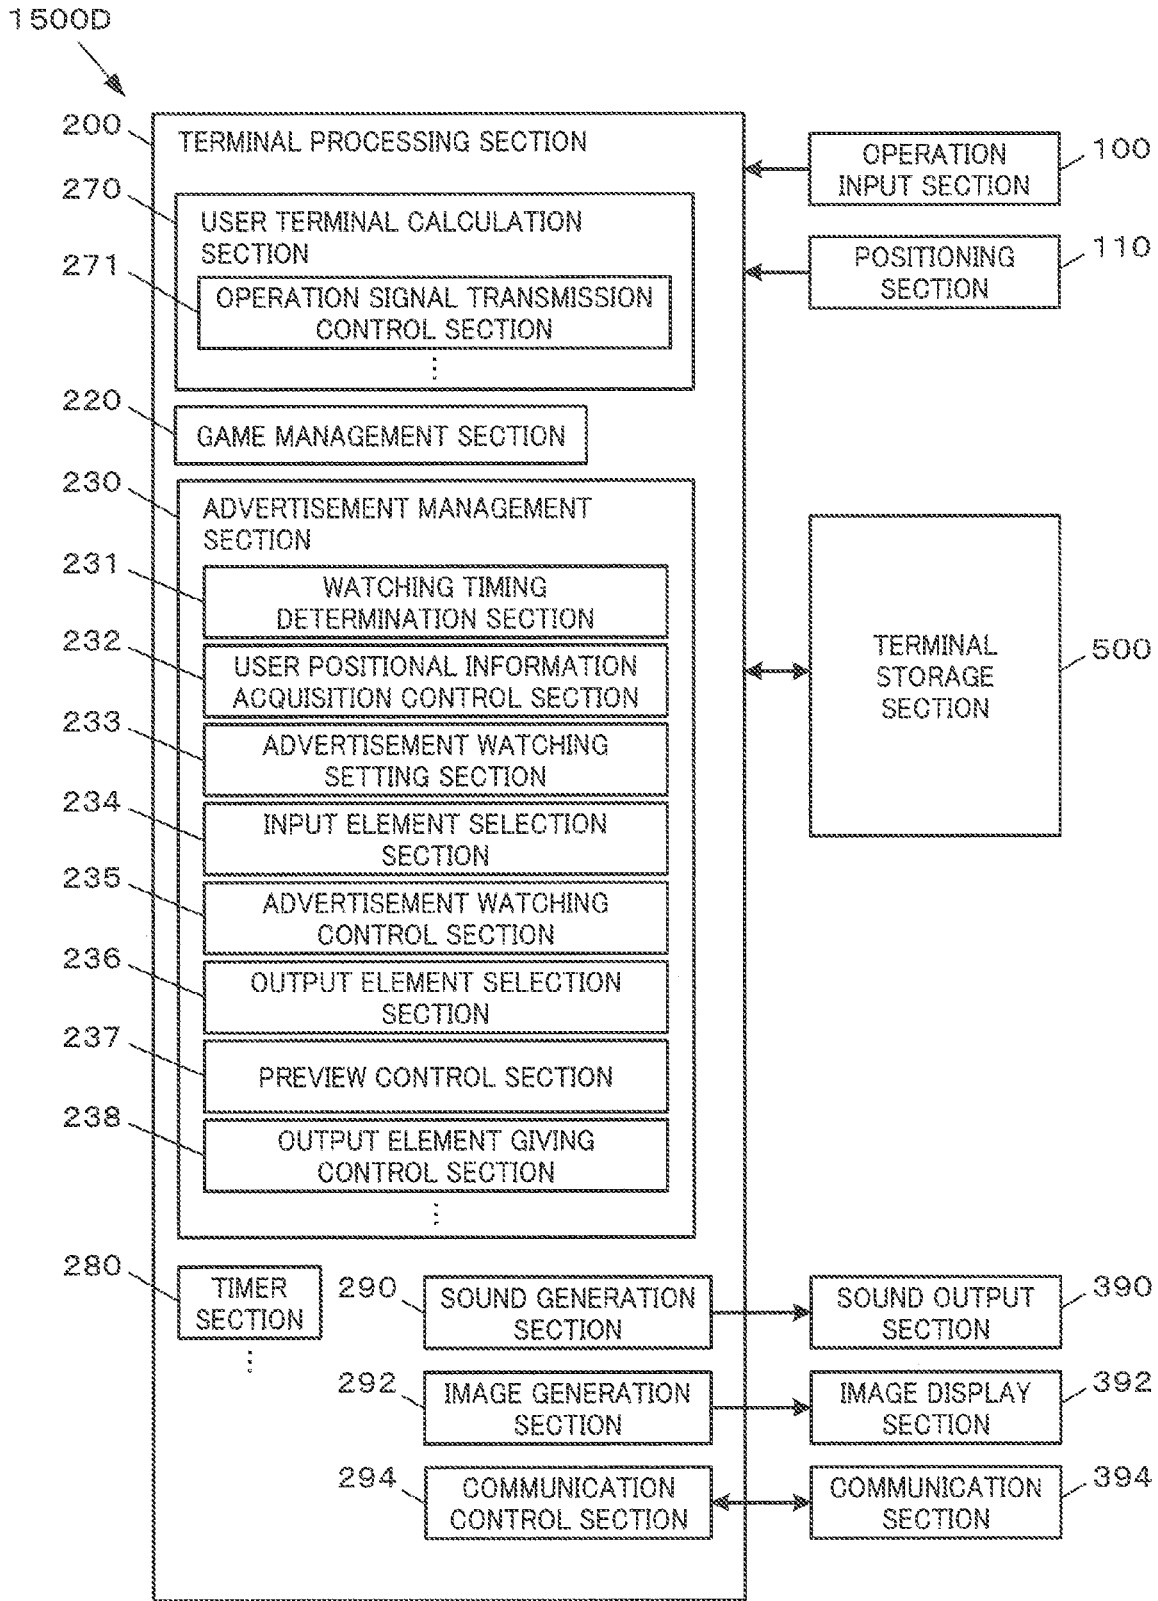 1500D
200
TERMINAL PROCESSING SECTION
OPERATION
INPUT SECTION
100
270
USER TERMINAL CALCULATION
SECTION
POSITIONING
SECTION
110
271
OPERATION SIGNAL TRANSMISSION
CONTROL SECTION
⋮
220
GAME MANAGEMENT SECTION
230
ADVERTISEMENT MANAGEMENT
SECTION
231
WATCHING TIMING
DETERMINATION SECTION
232
USER POSITIONAL INFORMATION
ACQUISITION CONTROL SECTION
TERMINAL
STORAGE
SECTION
500
233
ADVERTISEMENT WATCHING
SETTING SECTION
234
INPUT ELEMENT SELECTION
SECTION
235
ADVERTISEMENT WATCHING
CONTROL SECTION
236
OUTPUT ELEMENT SELECTION
SECTION
237
PREVIEW CONTROL SECTION
238
OUTPUT ELEMENT GIVING
CONTROL SECTION
⋮
280
TIMER
SECTION
⋮
290
SOUND GENERATION
SECTION
SOUND OUTPUT
SECTION
390
292
IMAGE GENERATION
SECTION
IMAGE DISPLAY
SECTION
392
294
COMMUNICATION
CONTROL SECTION
COMMUNICATION
SECTION
394